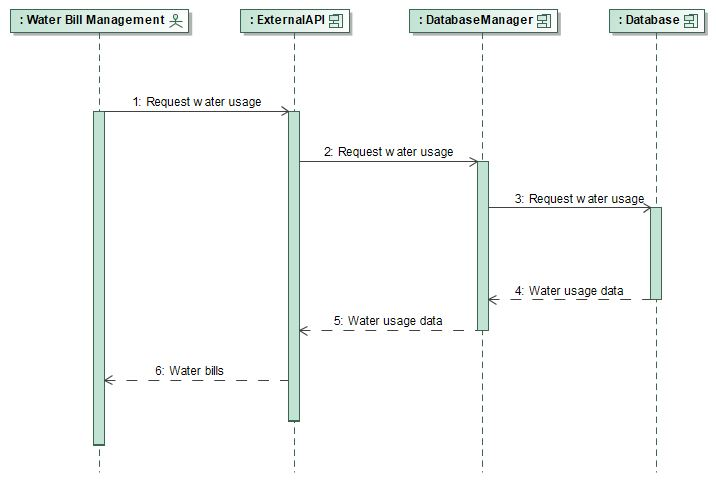 : Water Bill Management
: ExternalAPI
: DatabaseManager
: Database
1: Request water usage
2: Request water usage
3: Request water usage
4: Water usage data
5: Water usage data
6: Water bills